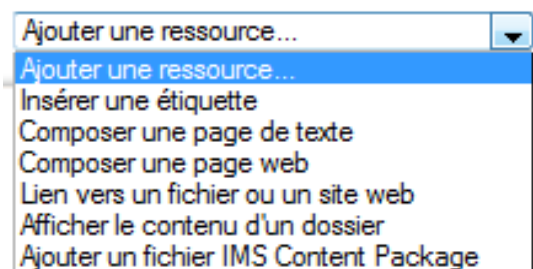 Ajouter une ressource...
Ajouter une ressource...
Insérer une étiquette
Composer une page de texte
Composer une page web
Lien vers un fichier ou un site web
Afficher le contenu d'un dossier
Ajouter un fichier IMS Content Package